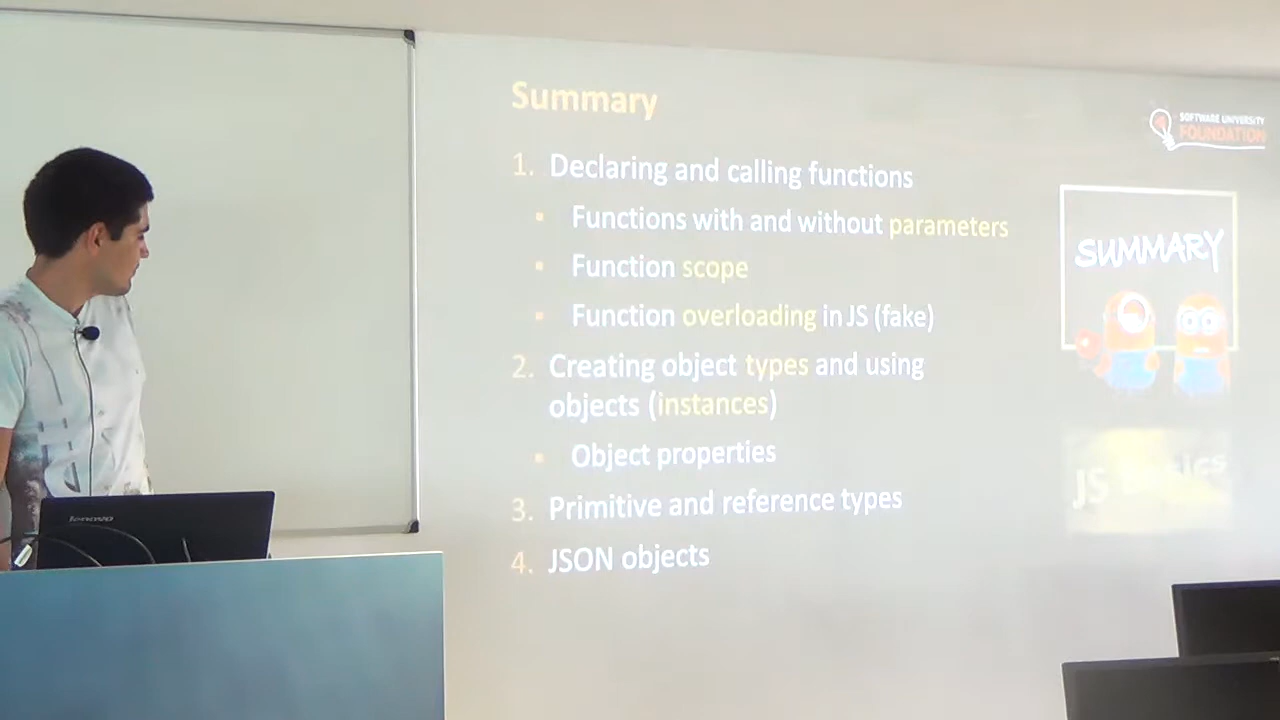 Summary
SOFTWARE UNIVERSITY
FOUNDATION
1. Declaring and calling functions
▪ Functions with and without parameters
▪ Function scope
▪ Function overloading in JS (fake)
2. Creating object types and using
objects (instances)
▪ Object properties
3. Primitive and reference types
4. JSON objects
SUMMARY
JS
lenovo